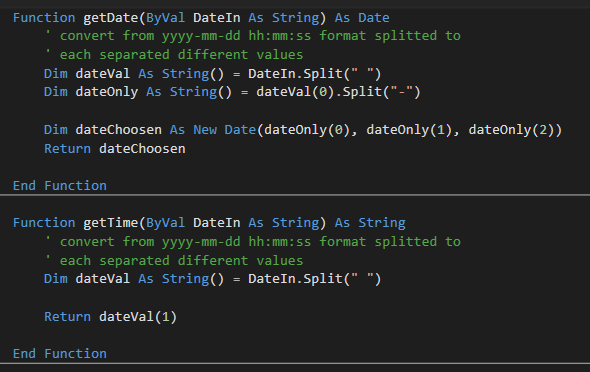 Function getDate(ByVal DateIn As String) As Date
' convert from yyyy-mm-dd hh:mm:ss format splitted to
' each separated different values
Dim dateVal As String() = DateIn.Split(" ")
Dim dateOnly As String() = dateVal(0).Split("-")
Dim dateChoosen As New Date(dateOnly(0), dateOnly(1), dateOnly(2))
Return dateChoosen
End Function
Function getTime(ByVal DateIn As String) As String
' convert from yyyy-mm-dd hh:mm:ss format splitted to
' each separated different values
Dim dateVal As String() = DateIn.Split(" ")
Return dateVal(1)
End Function